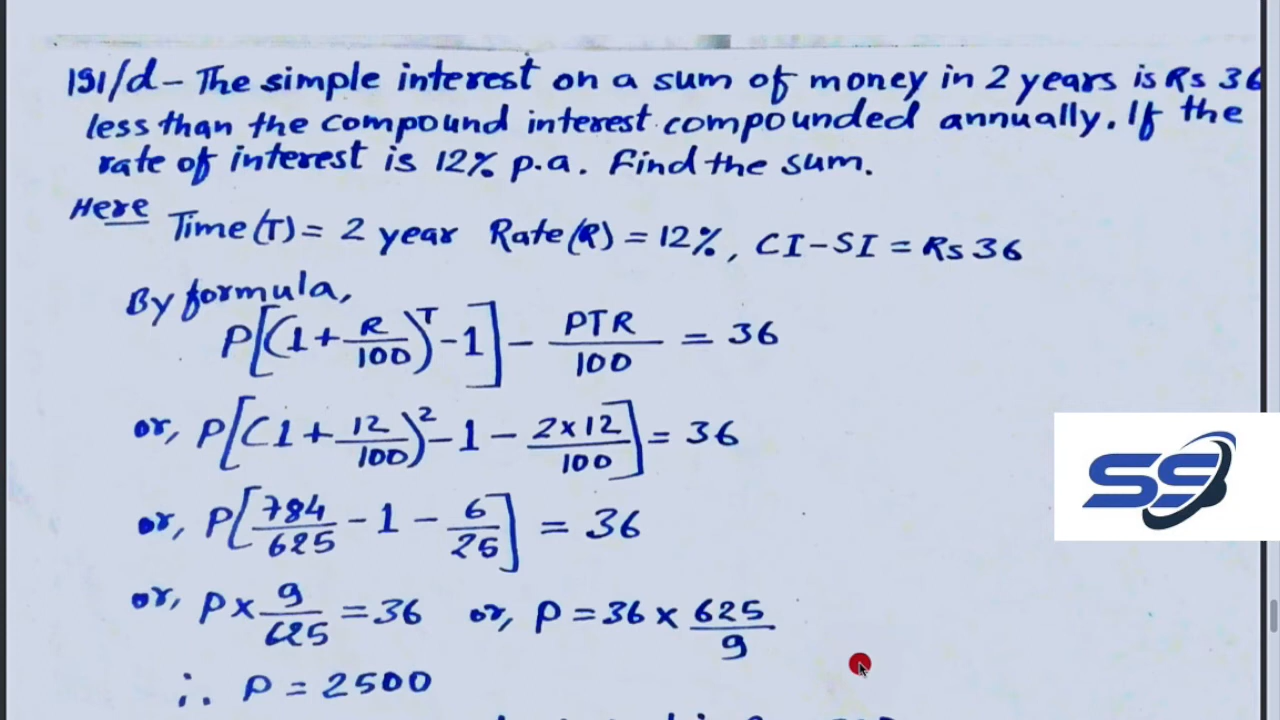 191/d - The simple interest on a sum of money in 2 years is Rs 36
less than the compound interest compounded annually. If the
rate of interest is 12% p.a. Find the sum.
Here Time (T) = 2 year Rate (R) = 12%, CI-SI = Rs 36
By formula,
P[(1+R/100)^T -1] - PTR/100 = 36
or, P[(1+12/100)^2 -1 - 2x12/100] = 36
or, P[784/625 -1 - 6/25] = 36
or, P x 9/625 = 36 or, P = 36 x 625/9
∴ P = 2500
SS